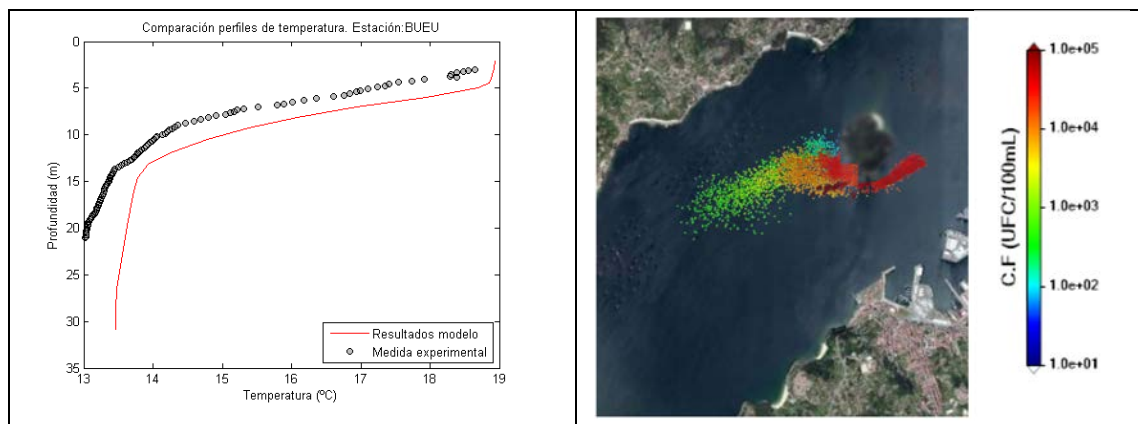 Comparación perfiles de temperatura. Estación:BUEU
0
5
10
15
20
25
30
35
Profundidad (m)
Resultados modelo
Medida experimental
13 14 15 16 17 18 19
Temperatura (ºC)
1.0e+05
1.0e+04
1.0e+03
1.0e+02
1.0e+01
C.F (UFC/100mL)